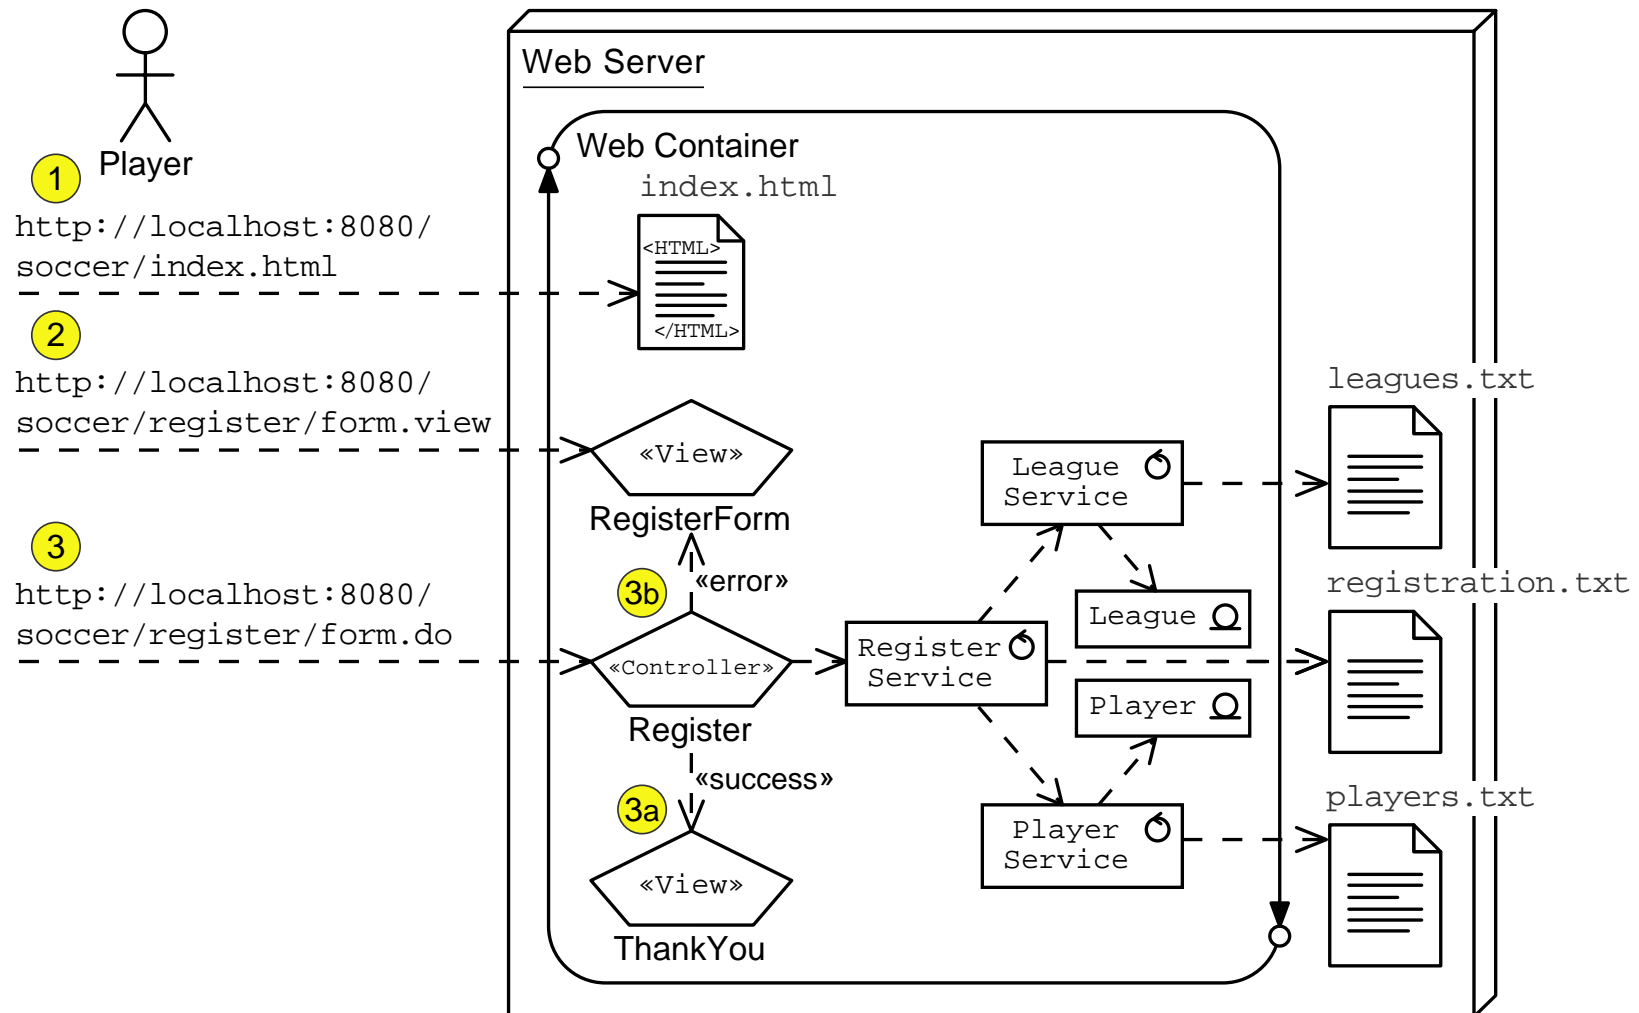 Web Server
Web Container
Player
1
http://localhost:8080/
soccer/index.html
index.html
<HTML>
</HTML>
2
http://localhost:8080/
soccer/register/form.view
«View»
RegisterForm
3
http://localhost:8080/
soccer/register/form.do
3b
«error»
«Controller»
Register
«success»
3a
«View»
ThankYou
Register
Service
League
Service
League
Player
Player
Service
leagues.txt
registration.txt
players.txt